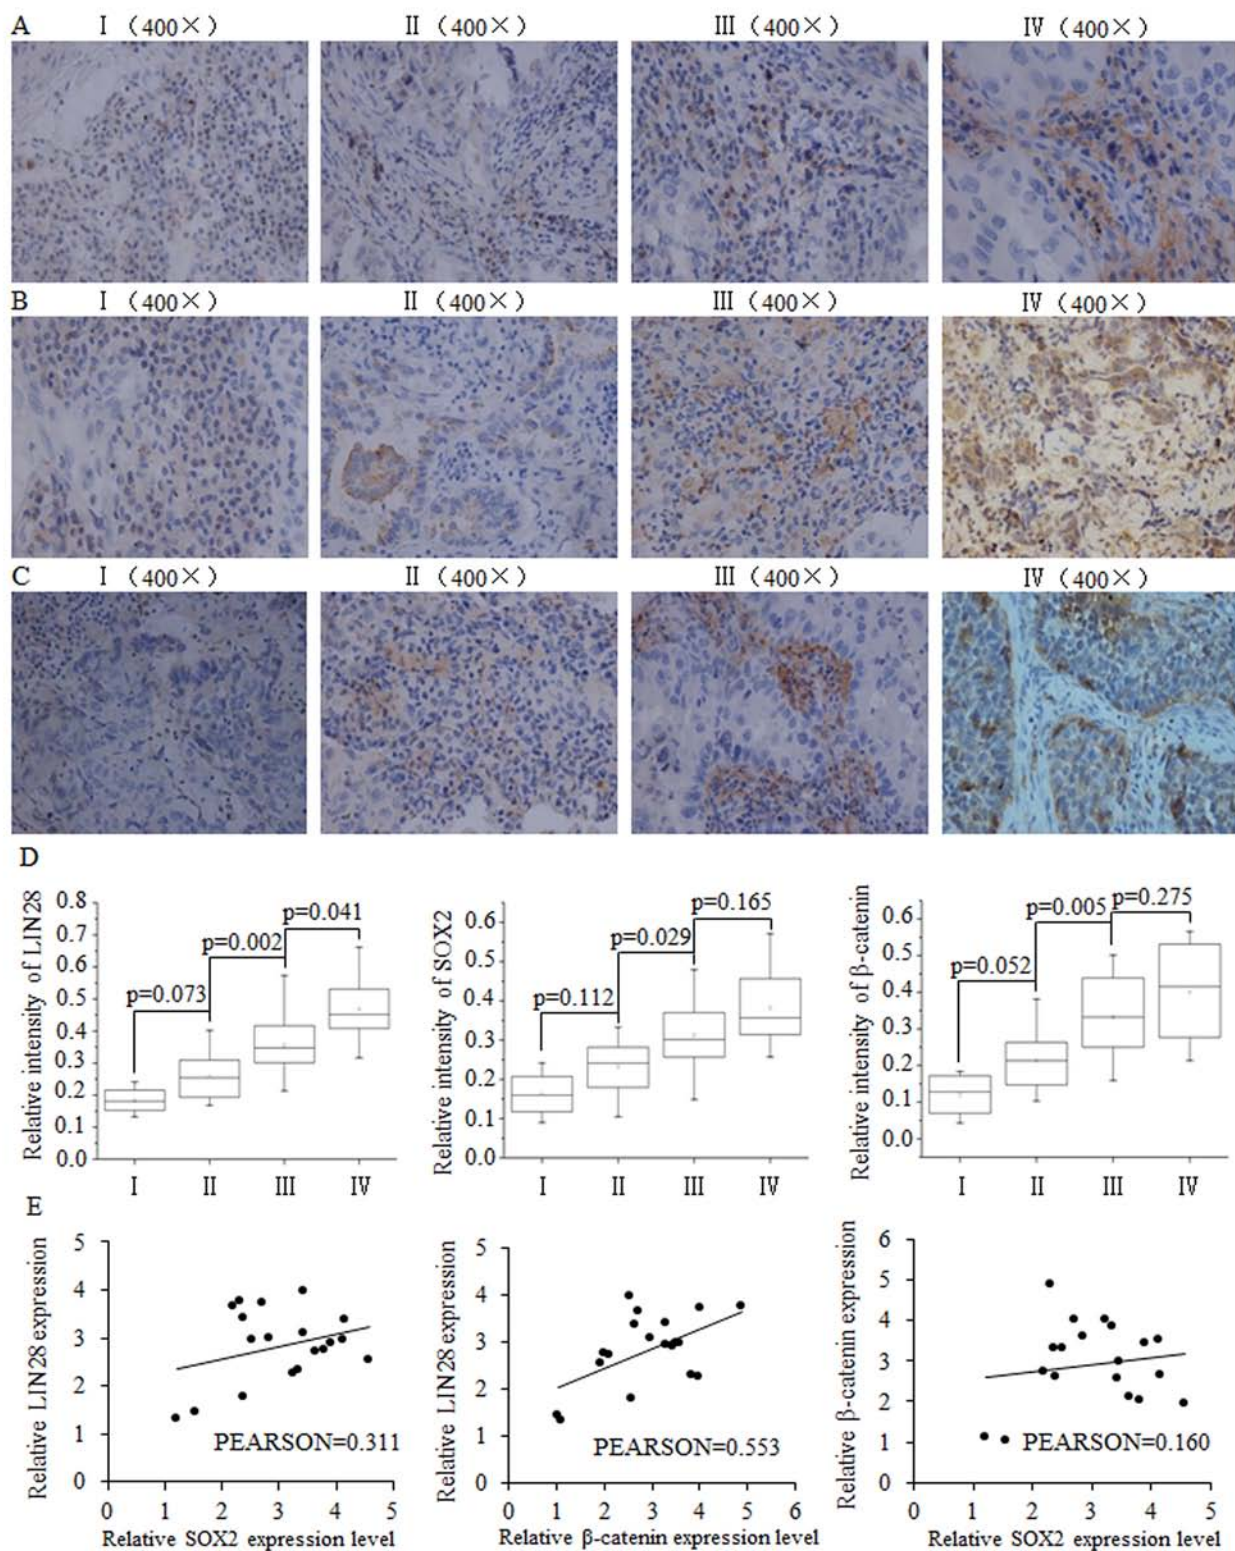 A I (400×) II (400×) III (400×) IV (400×)
B I (400×) II (400×) III (400×) IV (400×)
C I (400×) II (400×) III (400×) IV (400×)
D
Relative intensity of LIN28
0.8
0.7
0.6
0.5
0.4
0.3
0.2
0.1
0.0
p=0.073
p=0.002
p=0.041
I II III IV
Relative intensity of SOX2
0.6
0.5
0.4
0.3
0.2
0.1
0.0
p=0.112
p=0.029
p=0.165
I II III IV
Relative intensity of β-catenin
0.6
0.5
0.4
0.3
0.2
0.1
0.0
p=0.052
p=0.005
p=0.275
I II III IV
E
Relative LIN28 expression
5
4
3
2
1
0
PEARSON=0.311
0 1 2 3 4 5
Relative SOX2 expression level
Relative LIN28 expression
5
4
3
2
1
0
PEARSON=0.553
0 1 2 3 4 5 6
Relative β-catenin expression level
Relative β-catenin expression
6
5
4
3
2
1
0
PEARSON=0.160
0 1 2 3 4 5
Relative SOX2 expression level